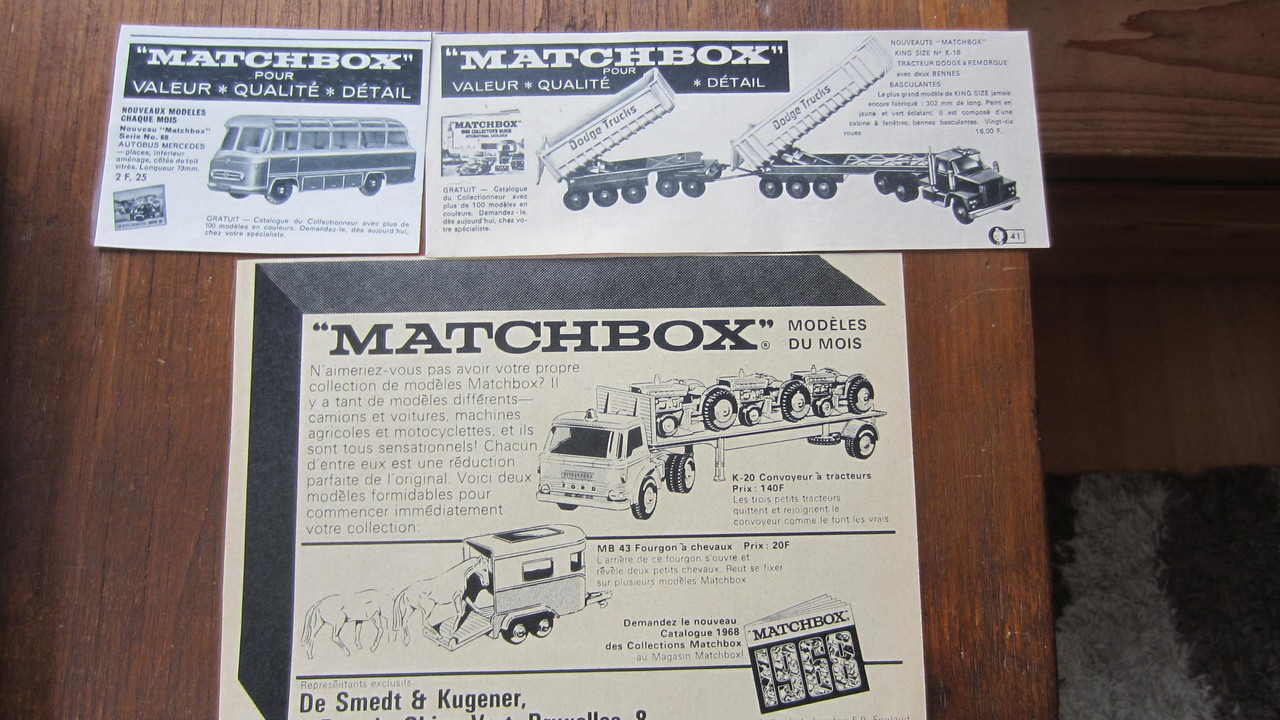 "MATCHBOX"
POUR
VALEUR * QUALITÉ * DÉTAIL
NOUVEAUX MODELES
CHAQUE MOIS
Nouveau "Matchbox"
Serie No. 68
AUTOBUS MERCEDES
—glaces, intérieur
aménage, côtés de toit
vitrés. Longueur 73mm.
2 F, 25
GRATUIT — Catalogue du Collectionneur avec plus de
100 modèles en couleurs. Demandez-le, dès aujourd'hui,
chez votre spécialiste.
"MATCHBOX"
POUR
VALEUR * QUALITÉ * DÉTAIL
MATCHBOX
GRATUIT — Catalogue
du Collectionneur avec
plus de 100 modèles en
couleurs. Demandez-le,
dès aujourd'hui, chez vo-
tre spécialiste.
Dodge Trucks
Dodge Trucks
NOUVEAUTE "MATCHBOX"
KING SIZE N° K-16
TRACTEUR DODGE à REMORQUE
avec deux BENNES
BASCULANTES
Le plus grand modèle de KING SIZE jamais
encore fabriqué : 302 mm de long. Peint en
jaune et vert éclatant. Il est composé d'une
cabine à fenêtres, bennes basculantes. Vingt-six
roues 16,00 F.
41
"MATCHBOX"® MODÈLES
DU MOIS
N'aimeriez-vous pas avoir votre propre
collection de modèles Matchbox? Il
y a tant de modèles différents—
camions et voitures, machines
agricoles et motocyclettes, et ils
sont tous sensationnels! Chacun
d'entre eux est une réduction
parfaite de l'original. Voici deux
modèles formidables pour
commencer immédiatement
votre collection:
FORD
K-20 Convoyeur à tracteurs
Prix: 140F
Les trois petits tracteurs
quittent et rejoignent le
convoyeur comme le font les vrais.
MB 43 Fourgon à chevaux Prix: 20F
L'arrière de ce fourgon s'ouvre et
révèle deux petits chevaux. Peut se fixer
sur plusieurs modèles Matchbox
Demandez le nouveau
Catalogue 1968
des Collections Matchbox
au Magasin Matchbox!
MATCHBOX
Représentants exclusifs.
De Smedt & Kugener,
Bruxelles, 8
England